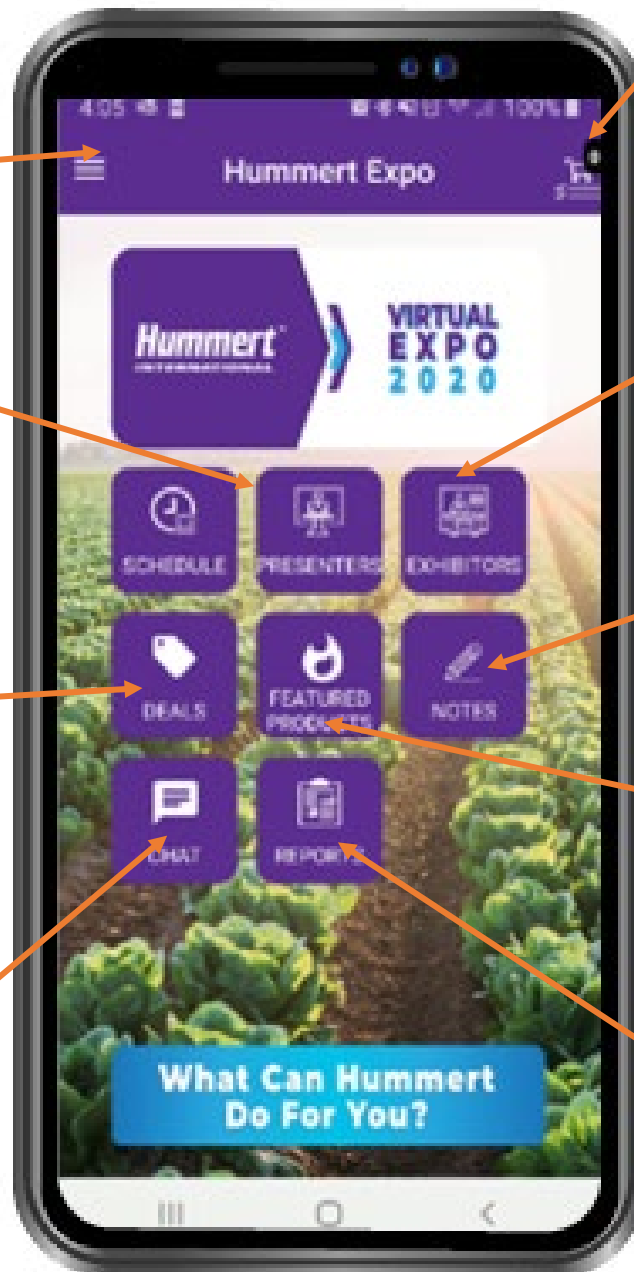 4:05 100%
Hummert Expo
Hummert
INTERNATIONAL
VIRTUAL
EXPO
2020
SCHEDULE PRESENTERS EXHIBITORS
DEALS FEATURED
PRODUCTS NOTES
CHAT REPORTS
What Can Hummert
Do For You?